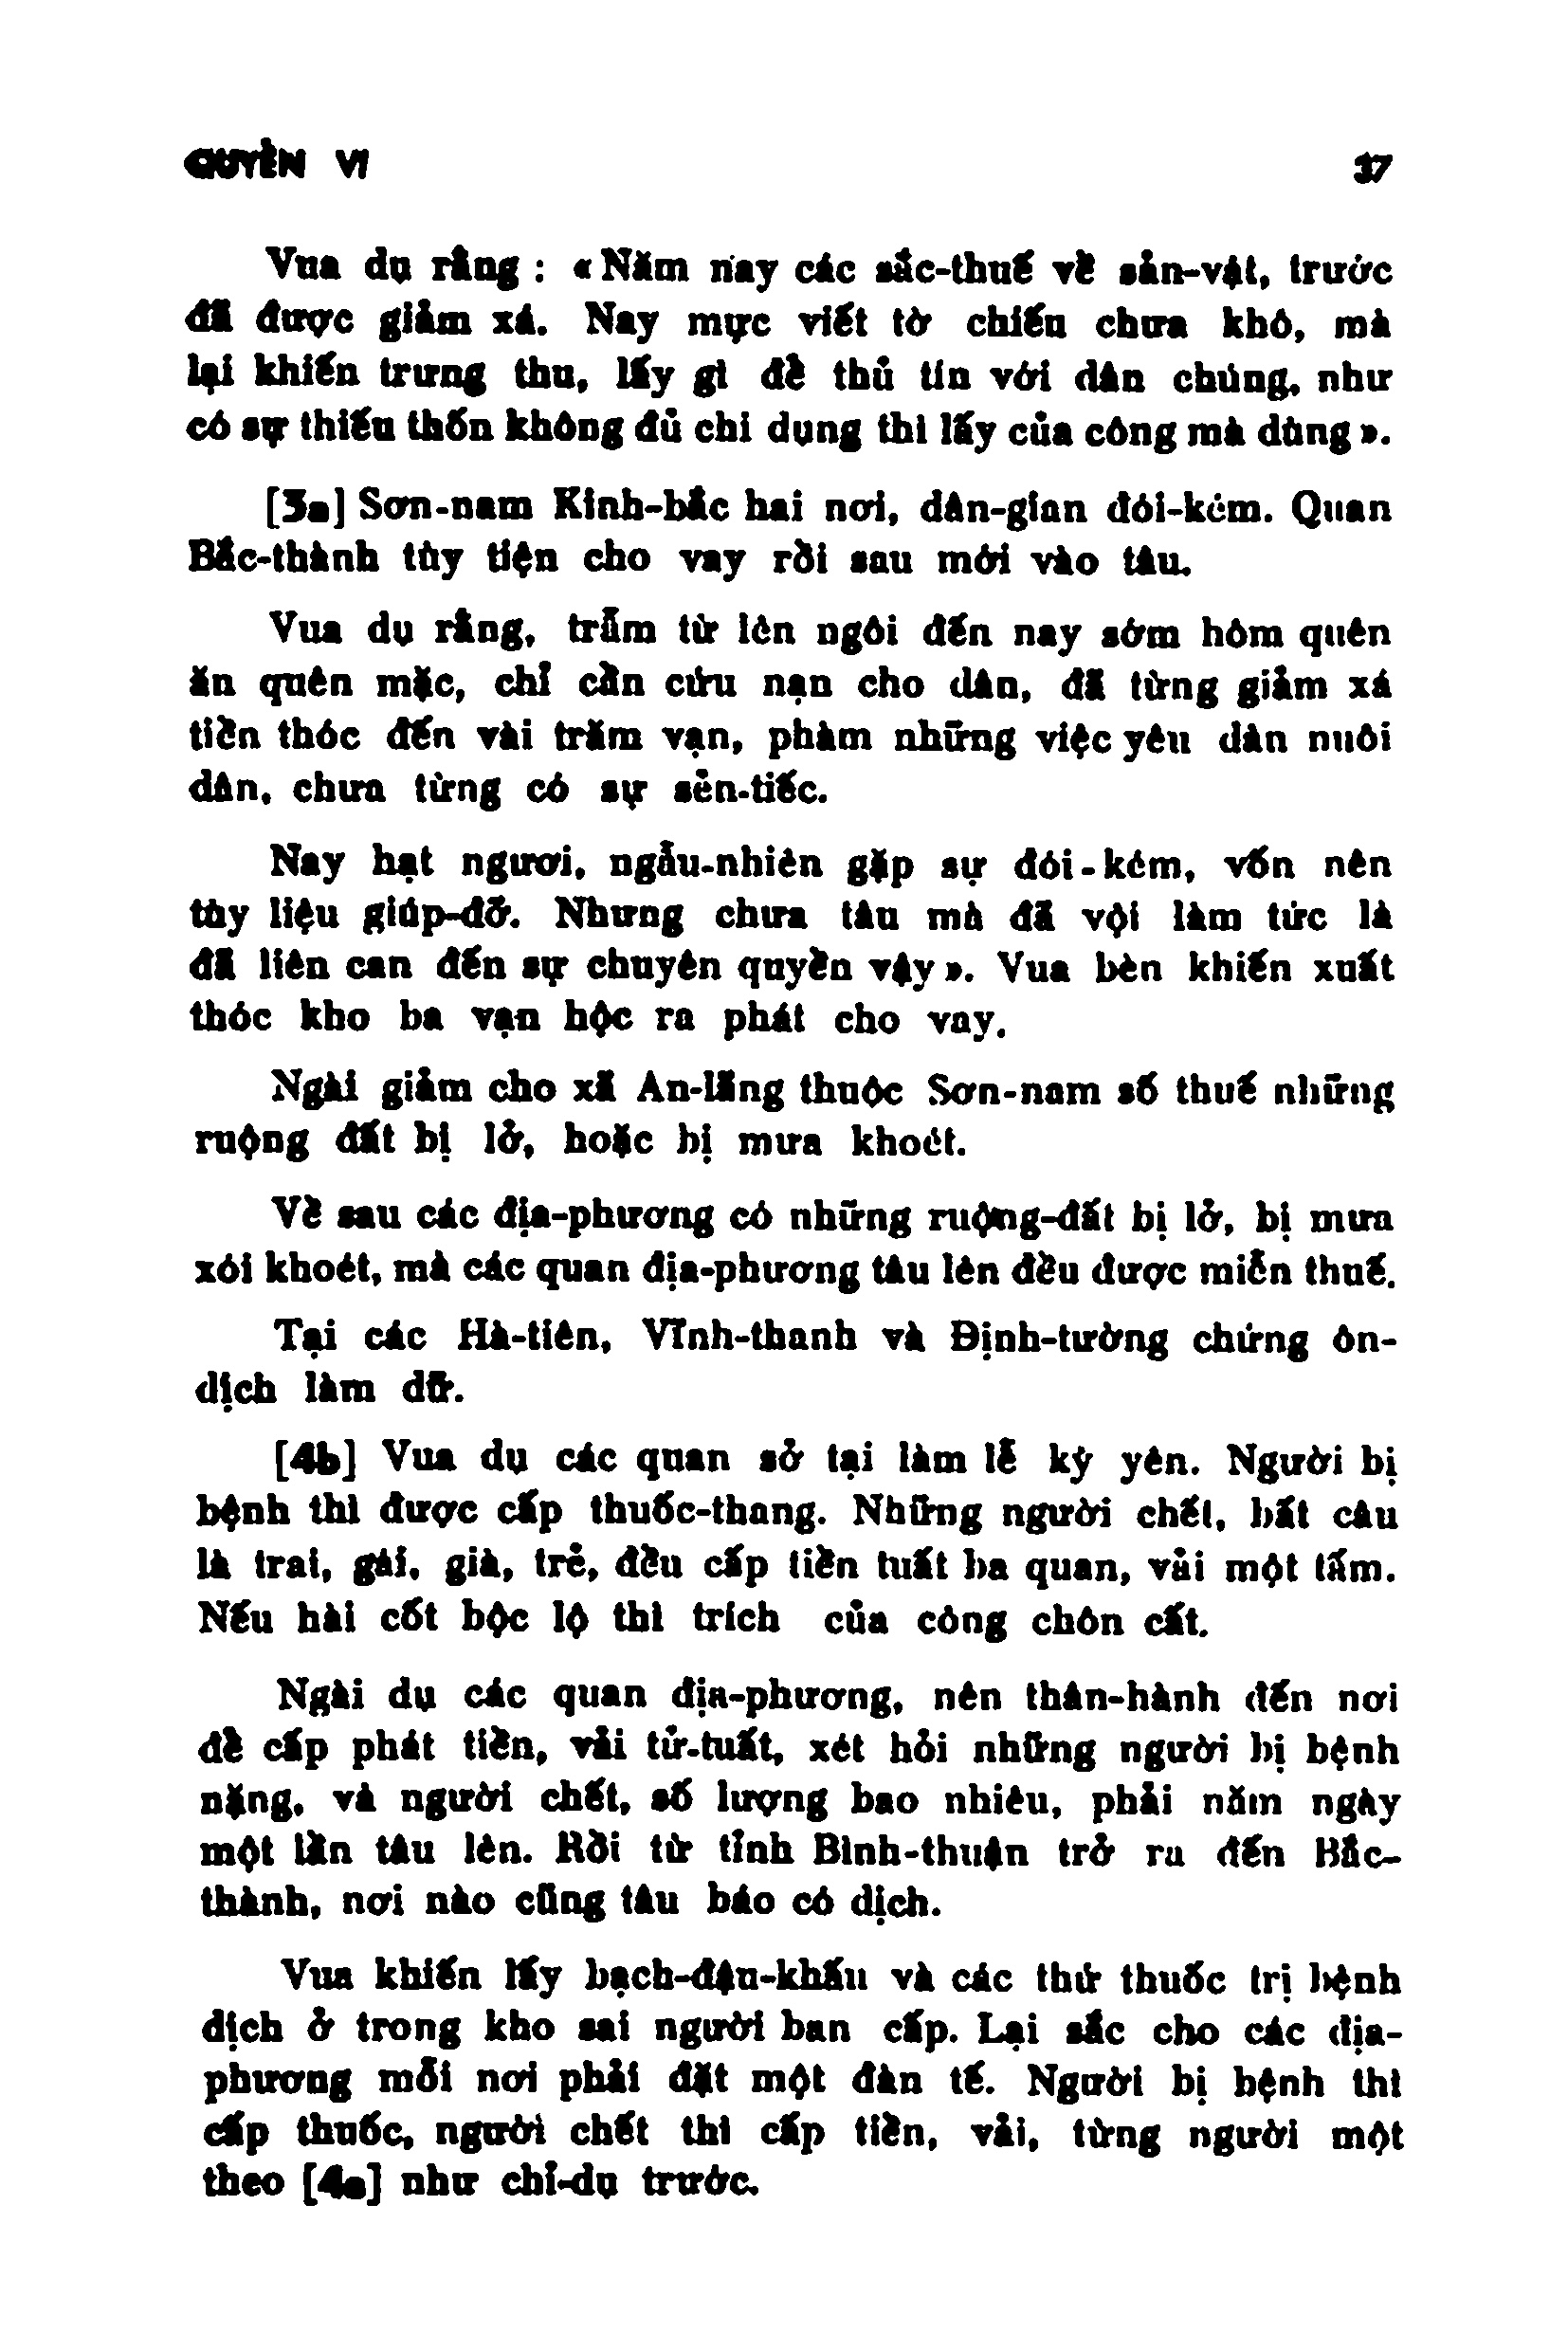 QUYỂN VI 37
Vua dụ rằng : « Năm nay các sắc-thuế về sản-vật, trước
đã được giảm xá. Nay mực viết tờ chiếu chưa khô, mà
lại khiến trưng thu, lấy gì để thủ tín với dân chúng, như
có sự thiếu thốn không đủ chi dụng thì lấy của công mà dùng ».
[3a] Sơn-nam Kinh-bắc hai nơi, dân-gian đói-kém. Quan
Bắc-thành tùy tiện cho vay rồi sau mới vào tâu.
Vua dụ rằng, trẫm từ lên ngôi đến nay sớm hôm quên
ăn quên mặc, chỉ cần cứu nạn cho dân, đã từng giảm xá
tiền thóc đến vài trăm vạn, phàm những việc yêu dân nuôi
dân, chưa từng có sự sẻn-tiếc.
Nay hạt ngươi, ngẫu-nhiên gặp sự đói-kém, vốn nên
tùy liệu giúp-đỡ. Nhưng chưa tâu mà đã vội làm tức là
đã liên can đến sự chuyên quyền vậy ». Vua bèn khiến xuất
thóc kho ba vạn hộc ra phát cho vay.
Ngài giảm cho xã An-lãng thuộc Sơn-nam số thuế những
ruộng đất bị lở, hoặc bị mưa khoét.
Về sau các địa-phương có những ruộng-đất bị lở, bị mưa
xói khoét, mà các quan địa-phương tâu lên đều được miễn thuế.
Tại các Hà-tiên, Vĩnh-thanh và Định-tường chứng ôn-
dịch làm dữ.
[4b] Vua dụ các quan sở tại làm lễ kỳ yên. Người bị
bệnh thì được cấp thuốc-thang. Những người chết, bất câu
là trai, gái, già, trẻ, đều cấp tiền tuất ba quan, vải một tấm.
Nếu hài cốt bộc lộ thì trích của công chôn cất.
Ngài dụ các quan địa-phương, nên thân-hành đến nơi
để cấp phát tiền, vải tử-tuất, xét hỏi những người bị bệnh
nặng, và người chết, số lượng bao nhiêu, phải năm ngày
một lần tâu lên. Rồi từ tỉnh Bình-thuận trở ra đến Bắc-
thành, nơi nào cũng tâu báo có dịch.
Vua khiến lấy bạch-đậu-khấu và các thứ thuốc trị bệnh
dịch ở trong kho sai người ban cấp. Lại sắc cho các địa-
phương mỗi nơi phải đặt một đàn tế. Người bị bệnh thì
cấp thuốc, người chết thì cấp tiền, vải, từng người một
theo [4a] như chỉ-dụ trước.